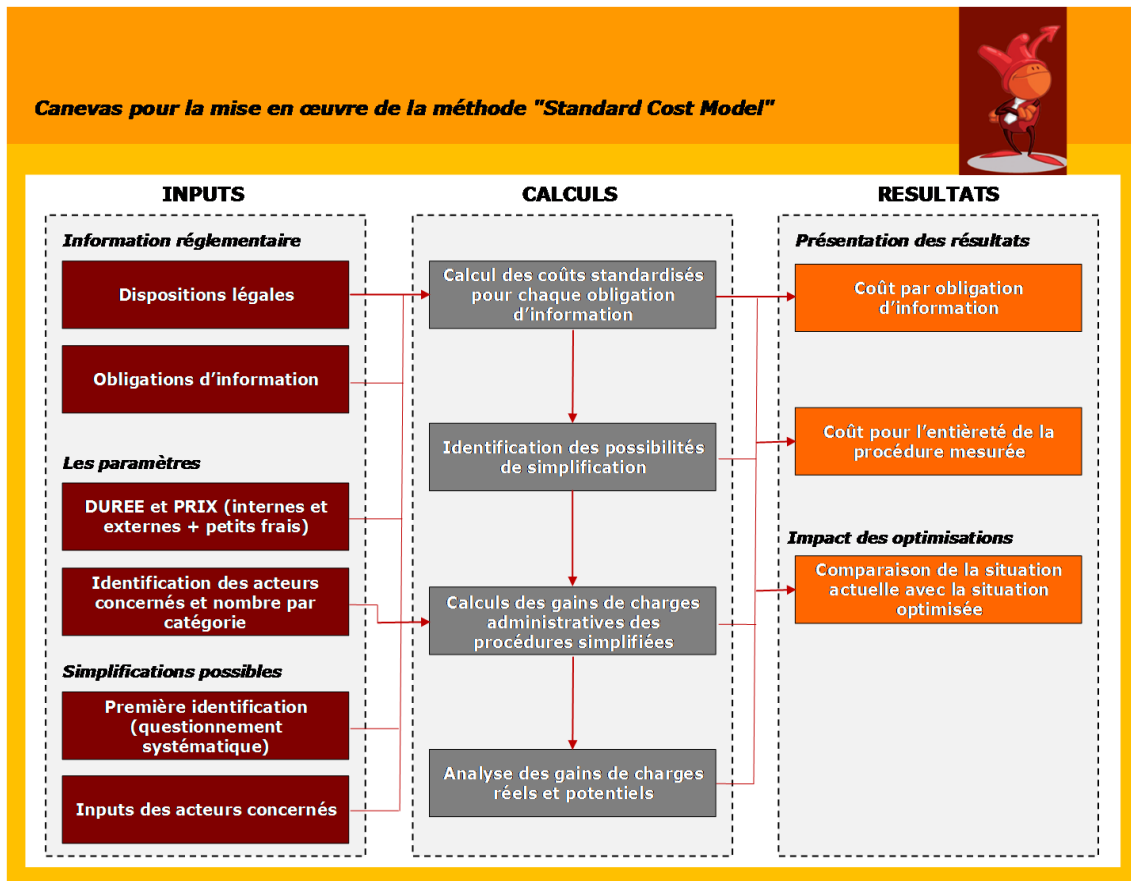 Canevas pour la mise en œuvre de la méthode "Standard Cost Model"
INPUTS
Information réglementaire
Dispositions légales
Obligations d’information
Les paramètres
DUREE et PRIX (internes et
externes + petits frais)
Identification des acteurs
concernés et nombre par
catégorie
Simplifications possibles
Première identification
(questionnement
systématique)
Inputs des acteurs concernés
CALCULS
Calcul des coûts standardisés
pour chaque obligation
d’information
Identification des possibilités
de simplification
Calculs des gains de charges
administratives des
procédures simplifiées
Analyse des gains de charges
réels et potentiels
RESULTATS
Présentation des résultats
Coût par obligation
d’information
Coût pour l’entièreté de la
procédure mesurée
Impact des optimisations
Comparaison de la situation
actuelle avec la situation
optimisée